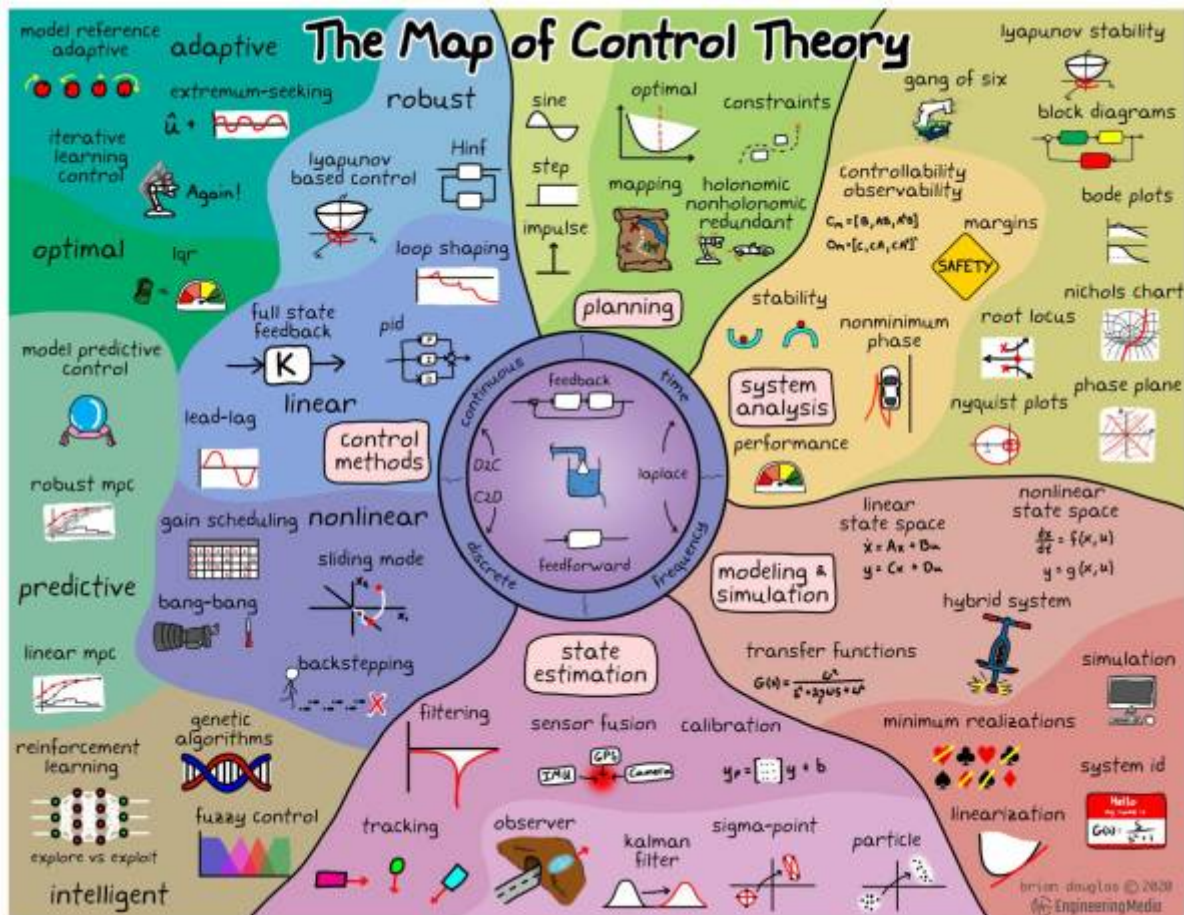 The Map of Control Theory
model reference
adaptive
adaptive
extremum-seeking
û +
iterative
learning
control
Again!
robust
lyapunov
based control
Hinf
optimal
lqr
loop shaping
full state
feedback
K
pid
linear
lead-lag
control
methods
model predictive
control
robust mpc
predictive
linear mpc
gain scheduling
nonlinear
sliding mode
bang-bang
backstepping
X
reinforcement
learning
explore vs exploit
genetic
algorithms
fuzzy control
intelligent
sine
step
impulse
optimal
constraints
mapping
holonomic
nonholonomic
redundant
planning
continuous
time
discrete
frequency
feedback
D2C
C2D
laplace
feedforward
lyapunov stability
gang of six
block diagrams
controllability
observability
margins
SAFETY
bode plots
stability
nonminimum
phase
root locus
nichols chart
system
analysis
nyquist plots
phase plane
performance
linear
state space
ẋ = Ax + Bu
y = Cx + Du
nonlinear
state space
dx/dt = f(x, u)
y = g(x, u)
modeling &
simulation
hybrid system
transfer functions
simulation
minimum realizations
system id
Hello
linearization
state
estimation
filtering
sensor fusion
IMU
GPS
Camera
calibration
tracking
observer
kalman
filter
sigma-point
particle
brian douglas © 2020
EngineeringMedia